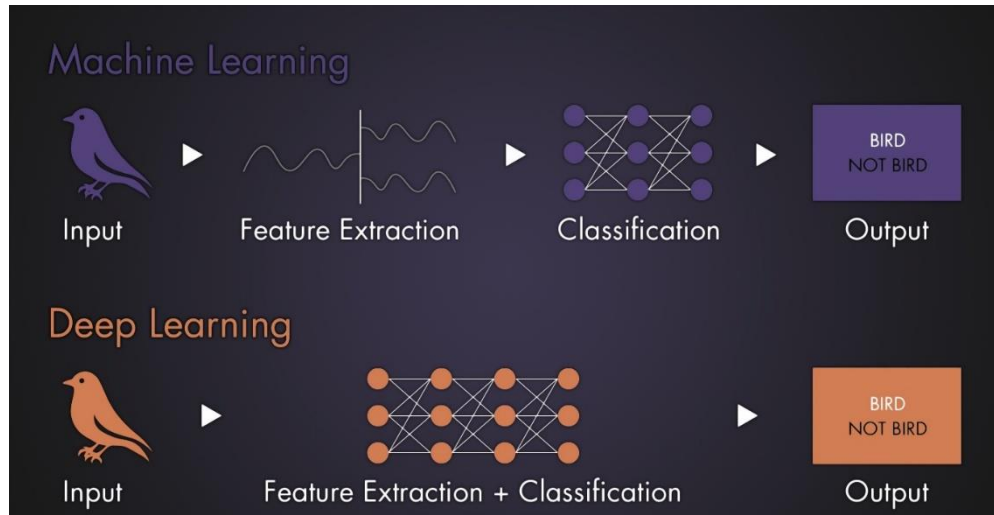 Machine Learning
Input
Feature Extraction
Classification
BIRD
NOT BIRD
Output
Deep Learning
Input
Feature Extraction + Classification
BIRD
NOT BIRD
Output